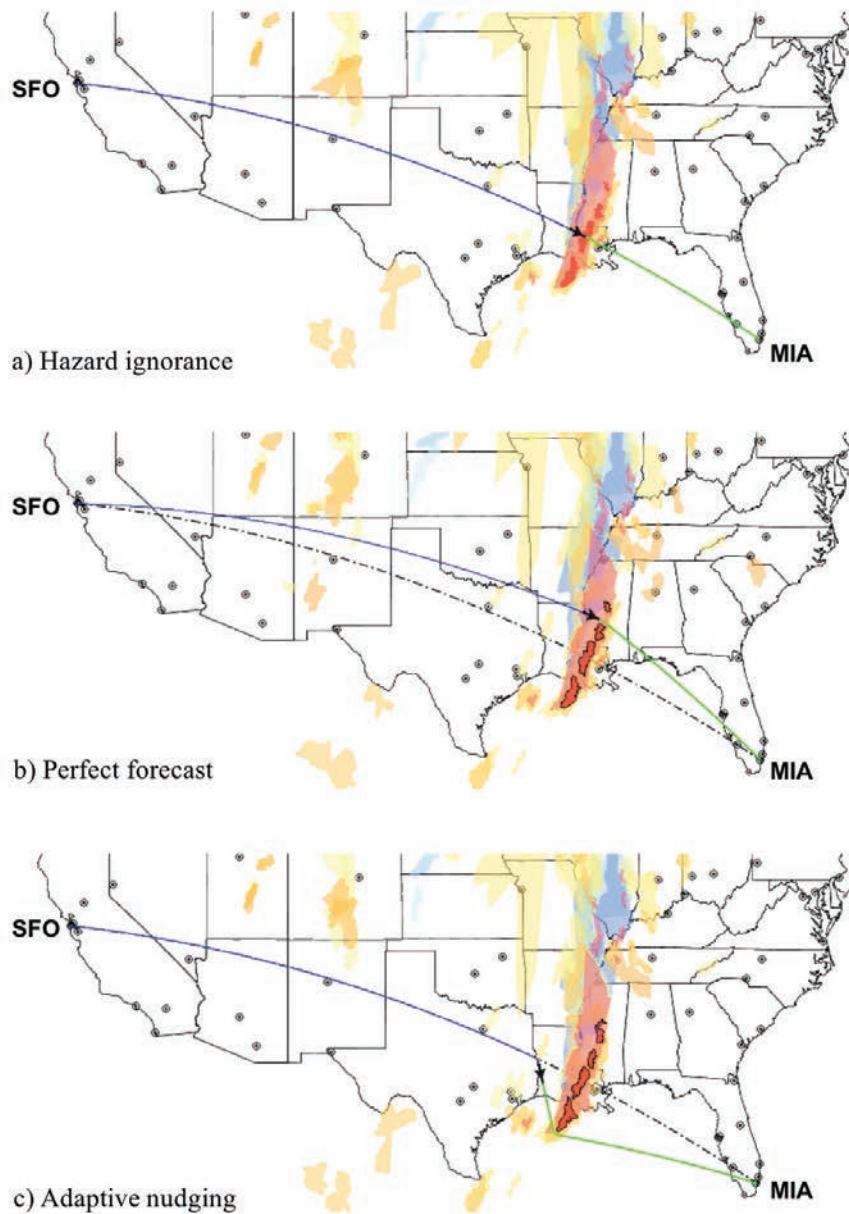 SFO
MIA
a) Hazard ignorance
SFO
MIA
b) Perfect forecast
SFO
MIA
c) Adaptive nudging